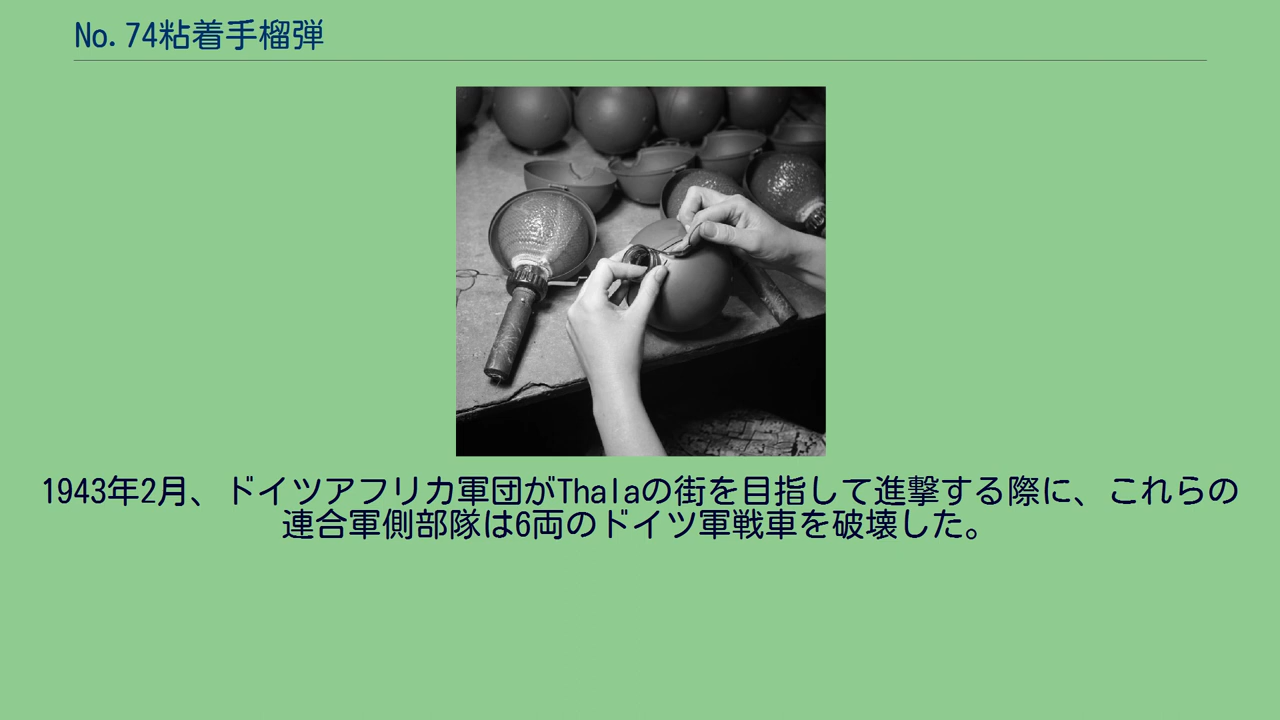 No.74粘着手榴弾
1943年2月、ドイツアフリカ軍団がThalaの街を目指して進撃する際に、これらの
連合軍側部隊は6両のドイツ軍戦車を破壊した。